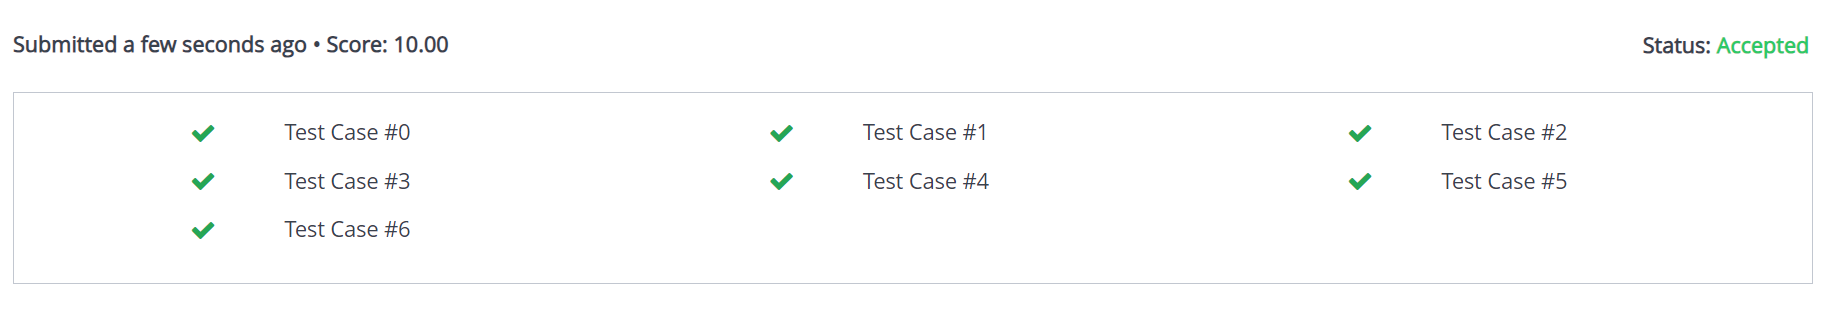 Submitted a few seconds ago • Score: 10.00
Status: Accepted
Test Case #0
Test Case #1
Test Case #2
Test Case #3
Test Case #4
Test Case #5
Test Case #6